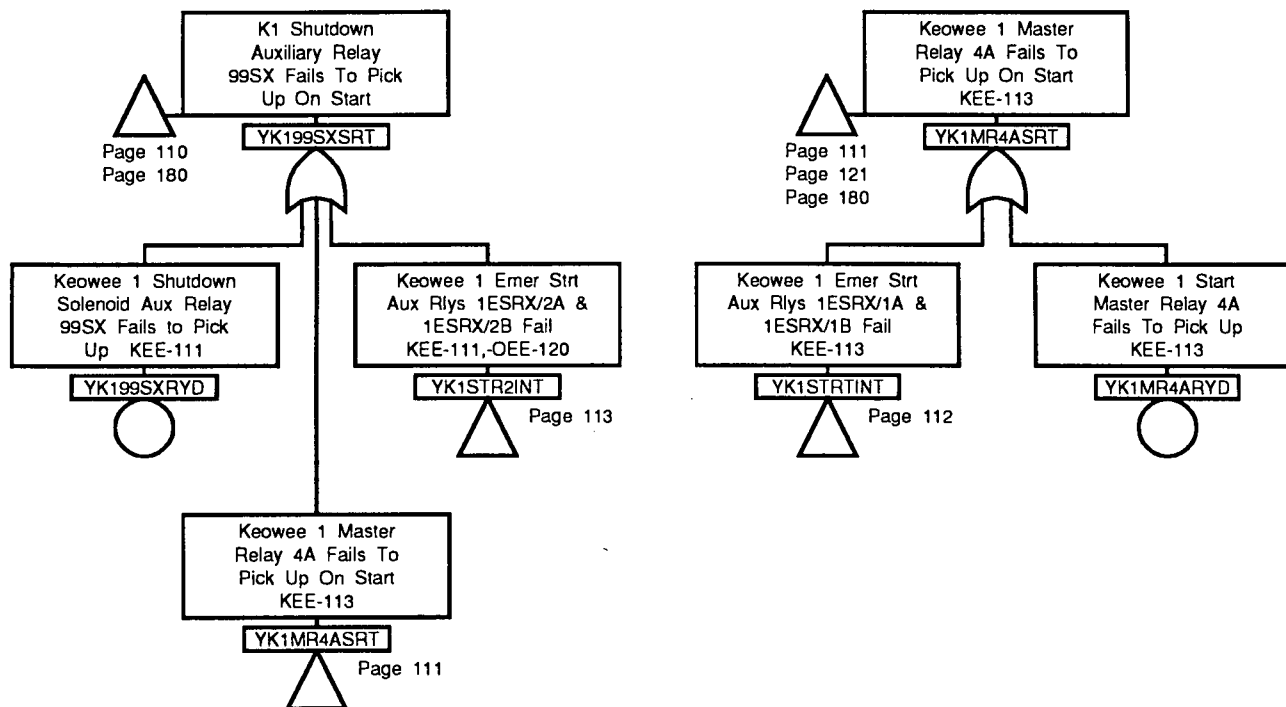 K1 Shutdown
Auxiliary Relay
99SX Fails To Pick
Up On Start
YK199SXSRT
Page 110
Page 180
Keowee 1 Shutdown
Solenoid Aux Relay
99SX Fails to Pick
Up KEE-111
YK199SXRYD
Keowee 1 Emer Strt
Aux Rlys 1ESRX/2A &
1ESRX/2B Fail
KEE-111,-OEE-120
YK1STR2INT
Page 113
Keowee 1 Master
Relay 4A Fails To
Pick Up On Start
KEE-113
YK1MR4ASRT
Page 111
Keowee 1 Master
Relay 4A Fails To
Pick Up On Start
KEE-113
YK1MR4ASRT
Page 111
Page 121
Page 180
Keowee 1 Emer Strt
Aux Rlys 1ESRX/1A &
1ESRX/1B Fail
KEE-113
YK1STRTINT
Page 112
Keowee 1 Start
Master Relay 4A
Fails To Pick Up
KEE-113
YK1MR4ARYD